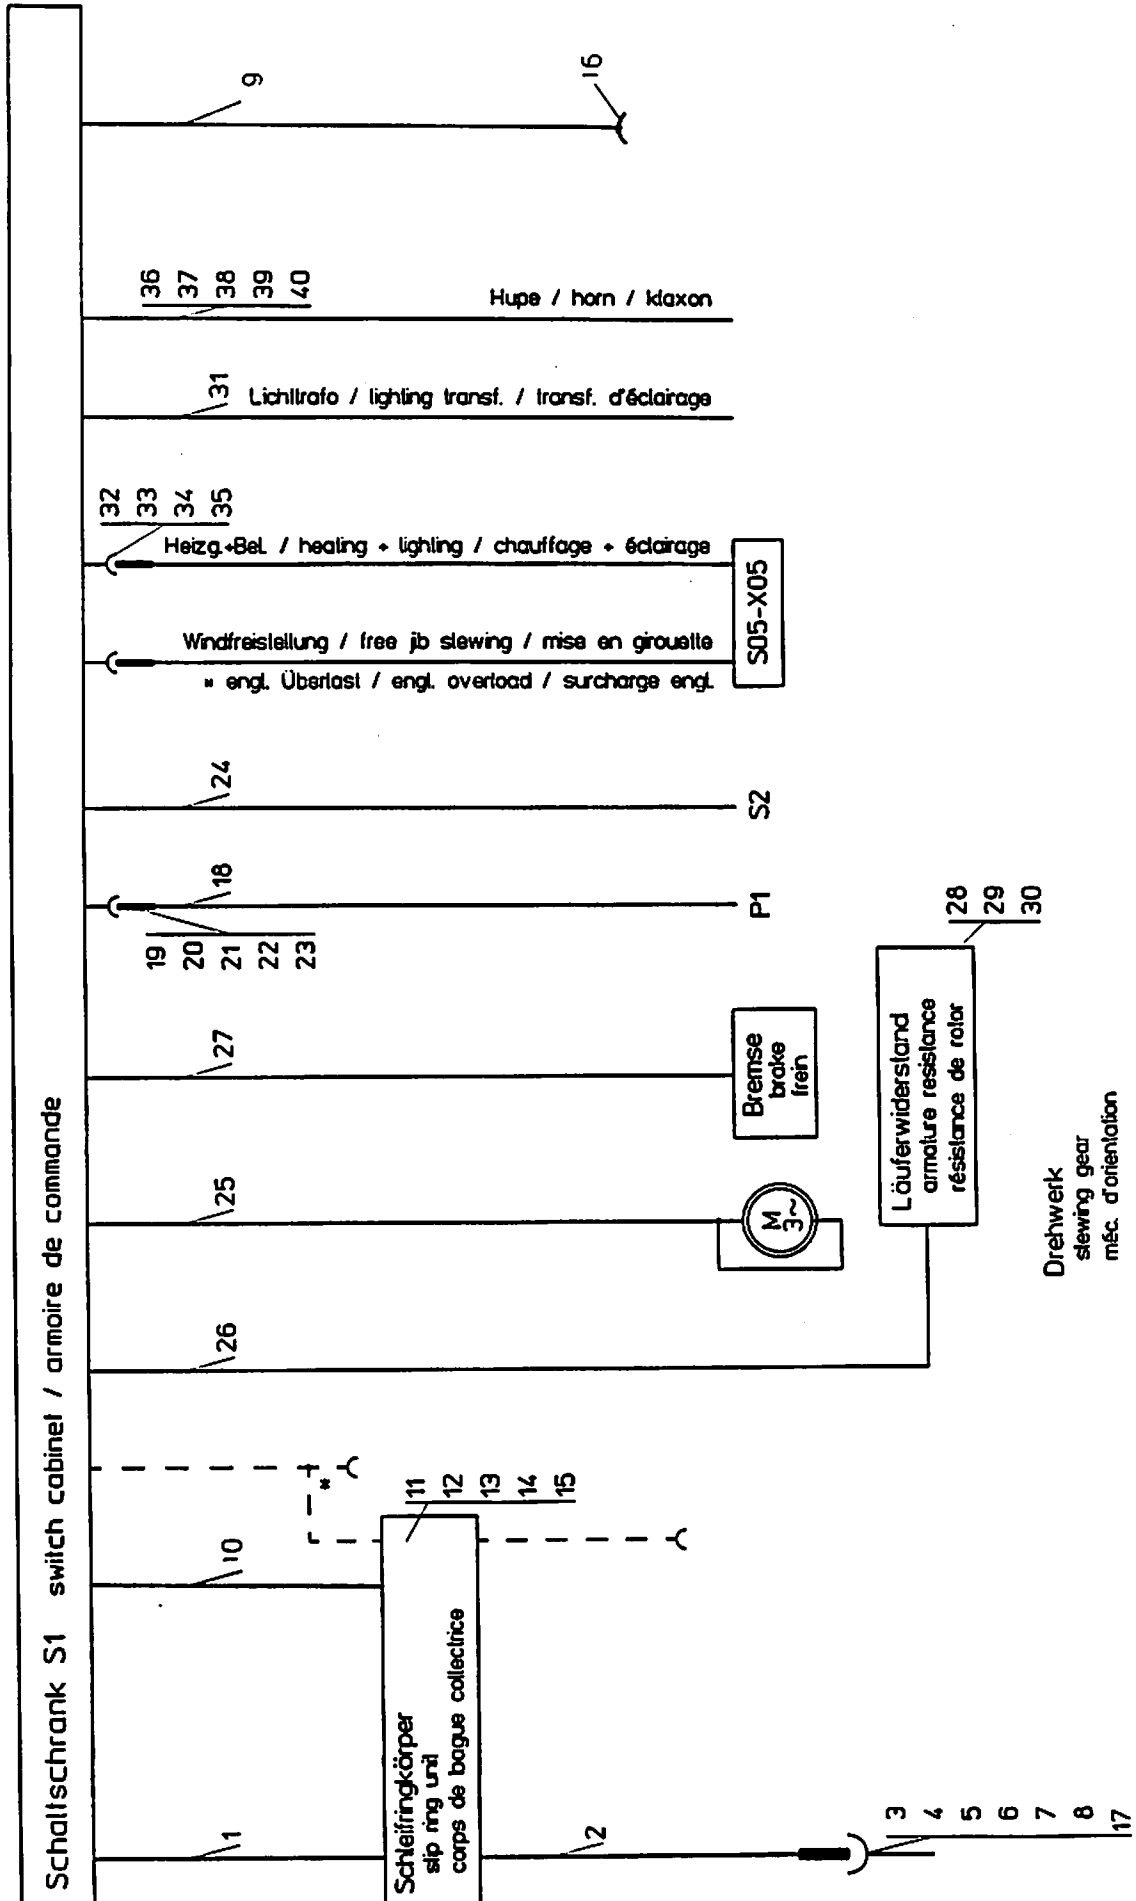 Schaltschrank S1 switch cabinet / armoire de commande
1
10
26
25
27
18
19
20
21
22
23
24
32
33
34
35
31
36
37
38
39
40
9
16
Hupe / horn / klaxon
Lichttrafo / lighting transf. / transf. d'éclairage
Heizg.+Bel. / heating + lighting / chauffage + éclairage
Windfreistellung / free jib slewing / mise en girouette
* engl. Überlast / engl. overload / surcharge engl.
S05-X05
S2
P1
Bremse
brake
frein
M
3~
Läuferwiderstand
armature resistance
résistance de rotor
28
29
30
*
11
12
13
14
15
Schleifringkörper
slip ring unit
corps de bague collectrice
2
3
4
5
6
7
8
17
Drehwerk
slewing gear
méc. d'orientation